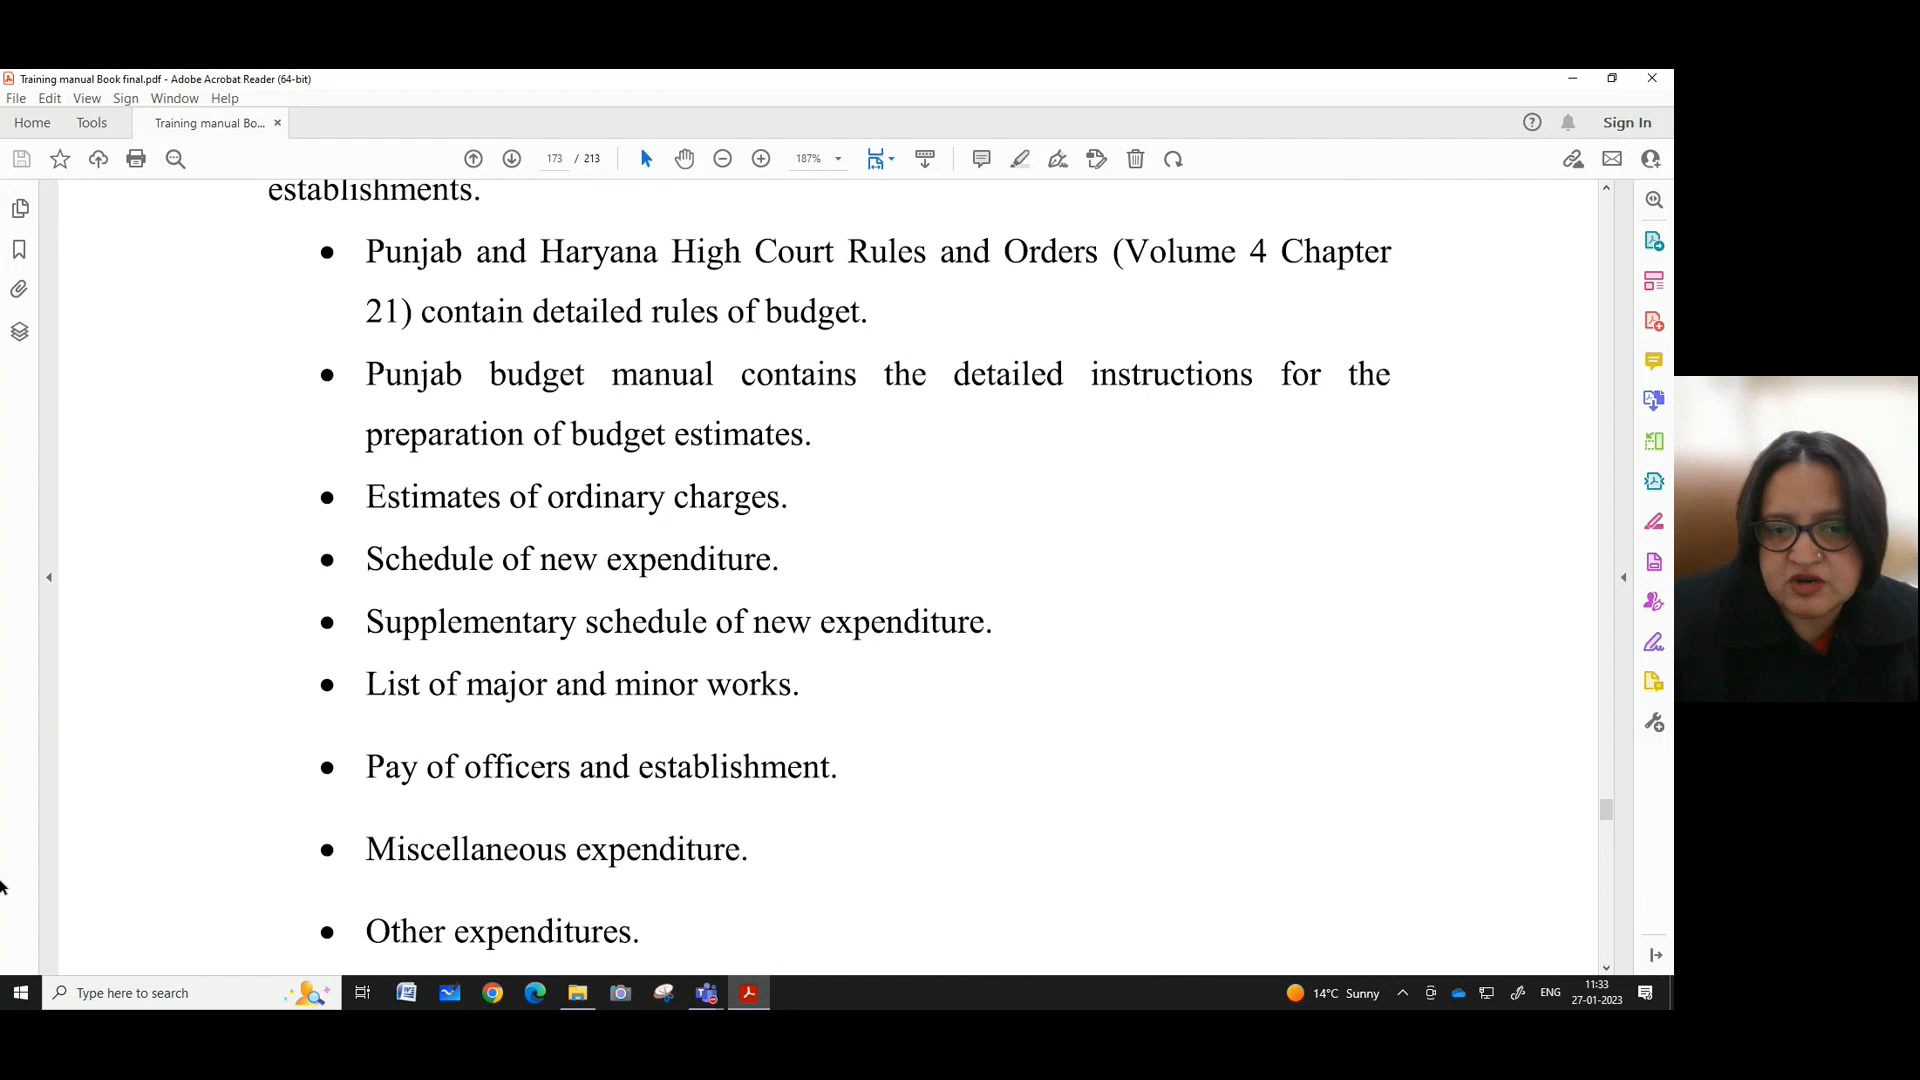 Training manual Book final.pdf - Adobe Acrobat Reader (64-bit)
File Edit View Sign Window Help
Home Tools Training manual Bo... × Sign In
173 / 213 187%
establishments.
• Punjab and Haryana High Court Rules and Orders (Volume 4 Chapter
21) contain detailed rules of budget.
• Punjab budget manual contains the detailed instructions for the
preparation of budget estimates.
• Estimates of ordinary charges.
• Schedule of new expenditure.
• Supplementary schedule of new expenditure.
• List of major and minor works.
• Pay of officers and establishment.
• Miscellaneous expenditure.
• Other expenditures.
Type here to search 14°C Sunny ENG 11:33
27-01-2023